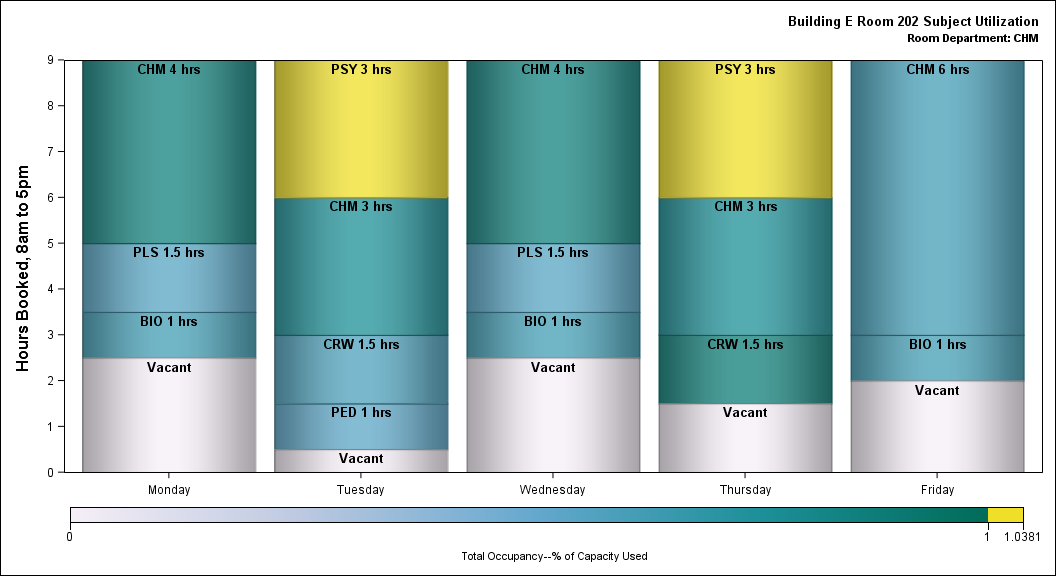 Building E Room 202 Subject Utilization
Room Department: CHM
Hours Booked, 8am to 5pm
9
8
7
6
5
4
3
2
1
0
CHM 4 hrs
PLS 1.5 hrs
BIO 1 hrs
Vacant
PSY 3 hrs
CHM 3 hrs
CRW 1.5 hrs
PED 1 hrs
Vacant
CHM 4 hrs
PLS 1.5 hrs
BIO 1 hrs
Vacant
PSY 3 hrs
CHM 3 hrs
CRW 1.5 hrs
Vacant
CHM 6 hrs
BIO 1 hrs
Vacant
Monday Tuesday Wednesday Thursday Friday
0 1 1.0381
Total Occupancy--% of Capacity Used